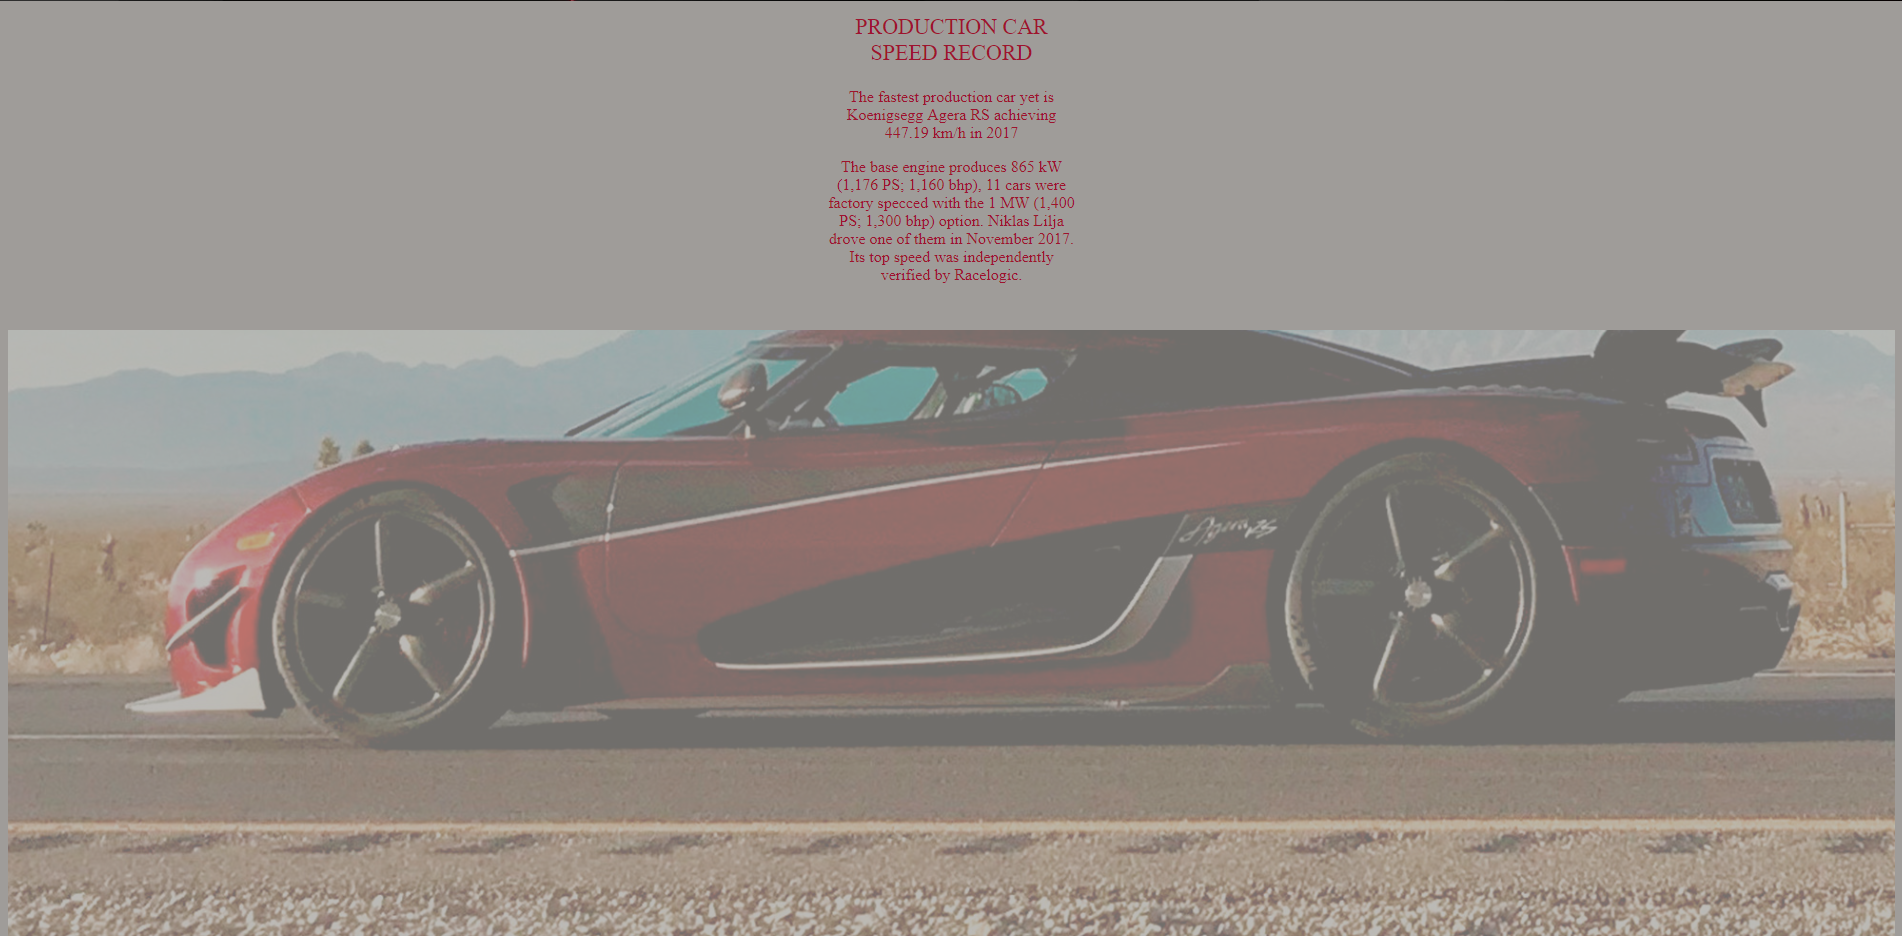 PRODUCTION CAR
SPEED RECORD
The fastest production car yet is
Koenigsegg Agera RS achieving
447.19 km/h in 2017
The base engine produces 865 kW
(1,176 PS; 1,160 bhp), 11 cars were
factory specced with the 1 MW (1,400
PS; 1,300 bhp) option. Niklas Lilja
drove one of them in November 2017.
Its top speed was independently
verified by Racelogic.
Agera RS